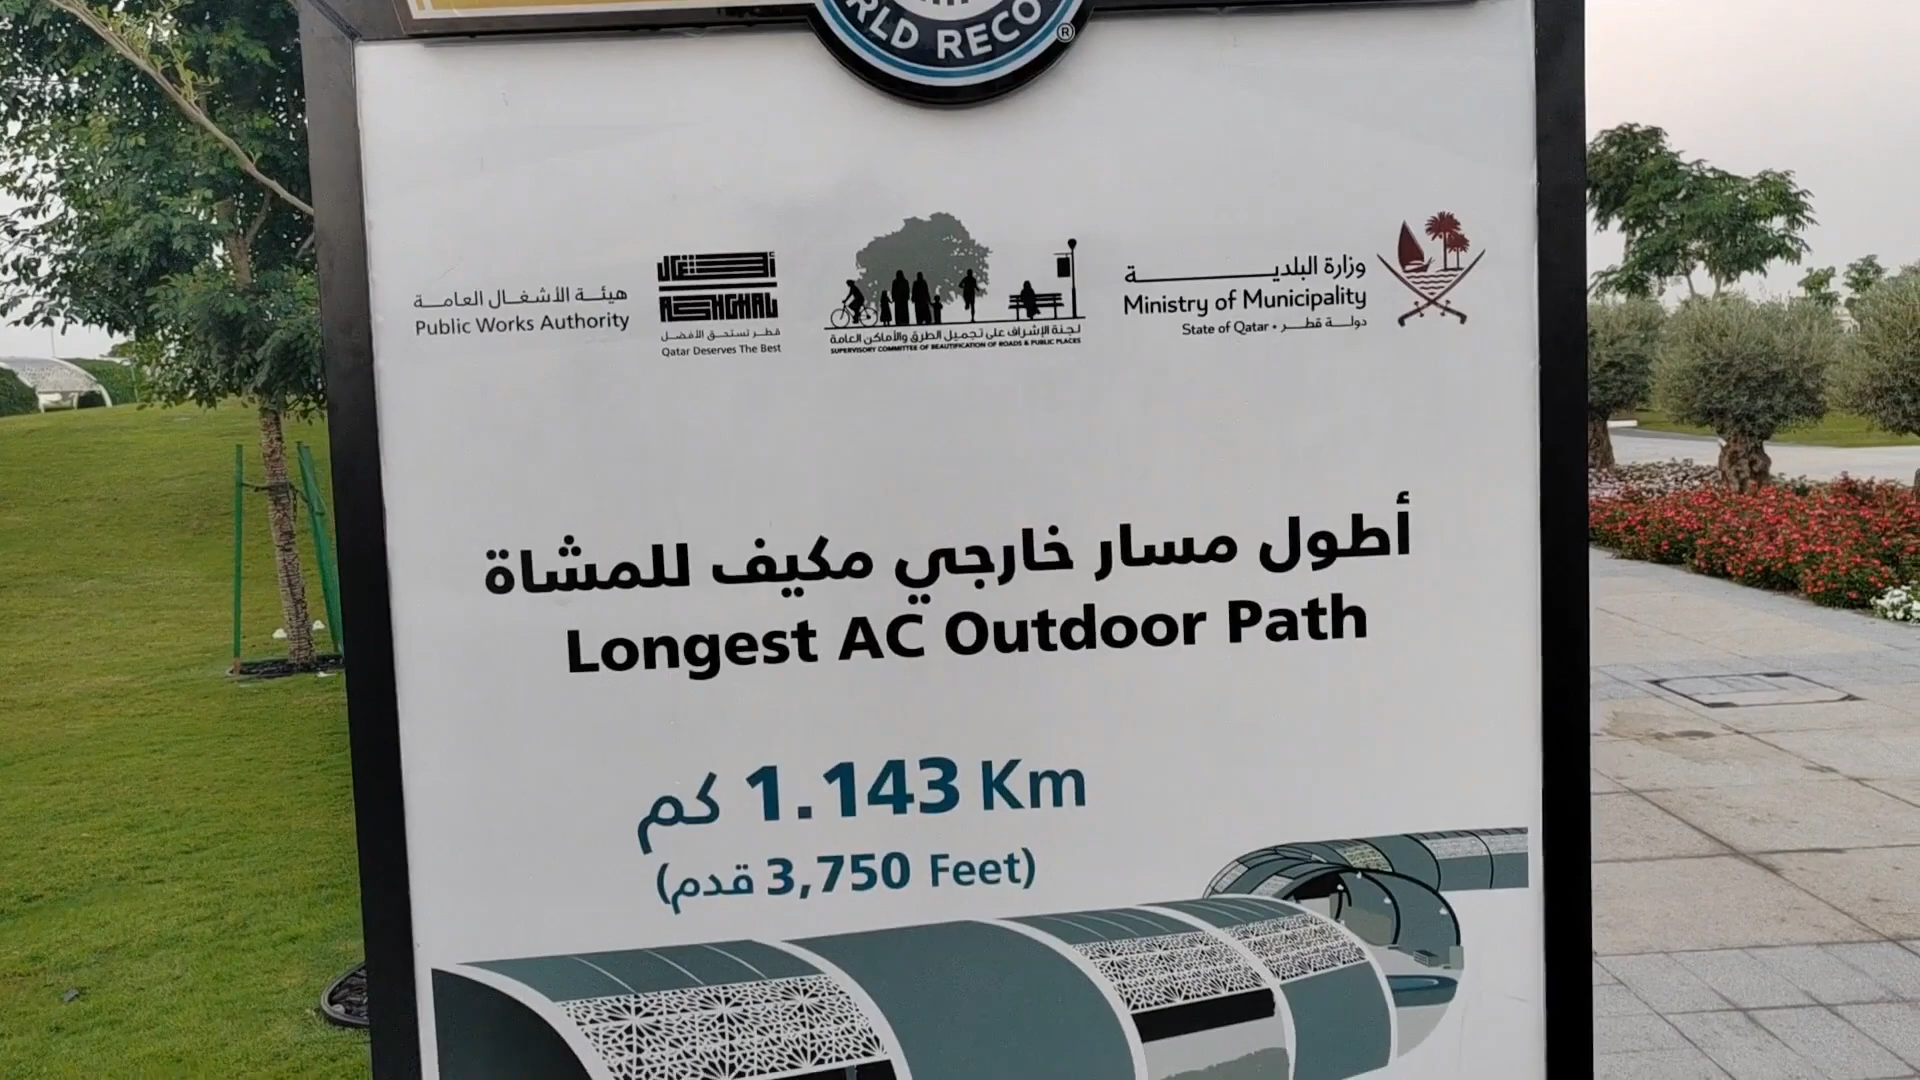 RLD RECO
®
هيئة الأشغال العامة
Public Works Authority
أشغال
ASHGHAL
قطر تستحق الأفضل
Qatar Deserves The Best
لجنة الإشراف على تجميل الطرق والأماكن العامة
SUPERVISORY COMMITTEE OF BEAUTIFICATION OF ROADS & PUBLIC PLACES
وزارة البلدية
Ministry of Municipality
State of Qatar • دولة قطر
أطول مسار خارجي مكيف للمشاة
Longest AC Outdoor Path
كم 1.143 Km
(قدم 3,750 Feet)